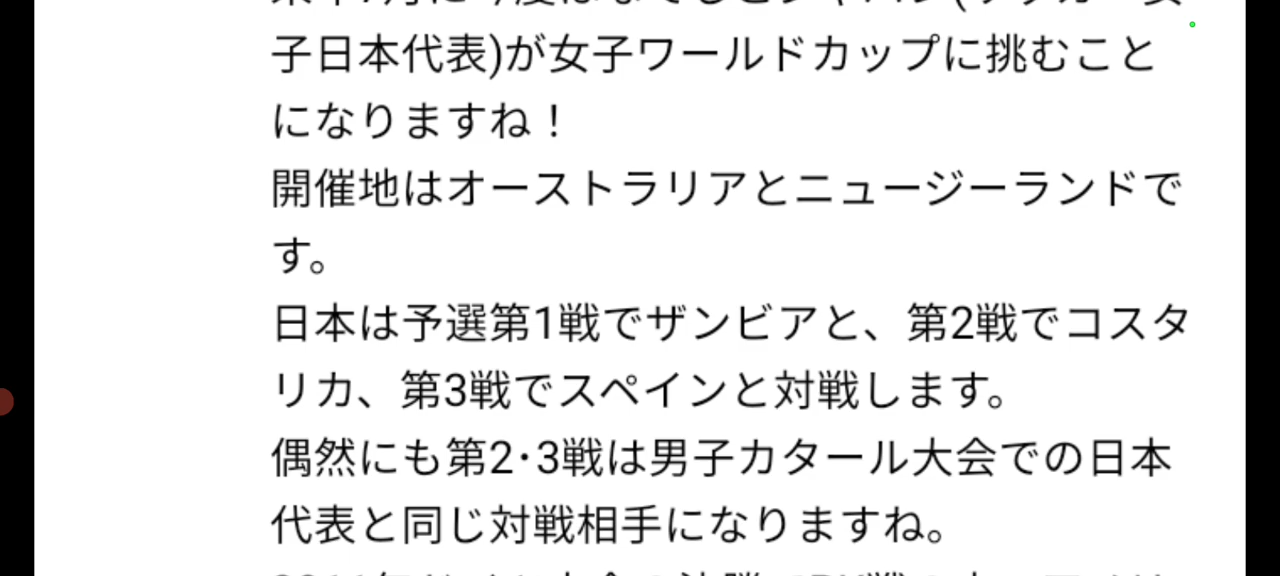 子日本代表)が女子ワールドカップに挑むこと
になりますね！
開催地はオーストラリアとニュージーランドで
す。
日本は予選第1戦でザンビアと、第2戦でコスタ
リカ、第3戦でスペインと対戦します。
偶然にも第2･3戦は男子カタール大会での日本
代表と同じ対戦相手になりますね。